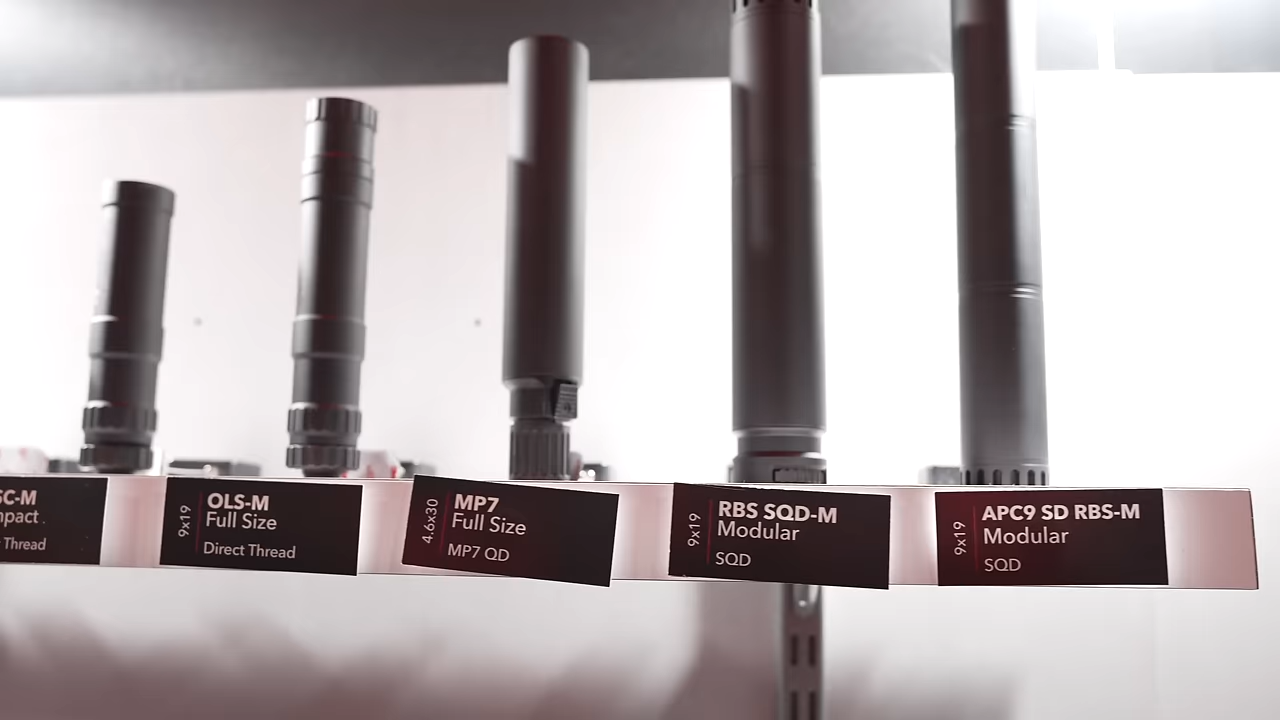 SC-M
mpact
Thread
9x19
OLS-M
Full Size
Direct Thread
4.6x30
MP7
Full Size
MP7 QD
9x19
RBS SQD-M
Modular
SQD
9x19
APC9 SD RBS-M
Modular
SQD